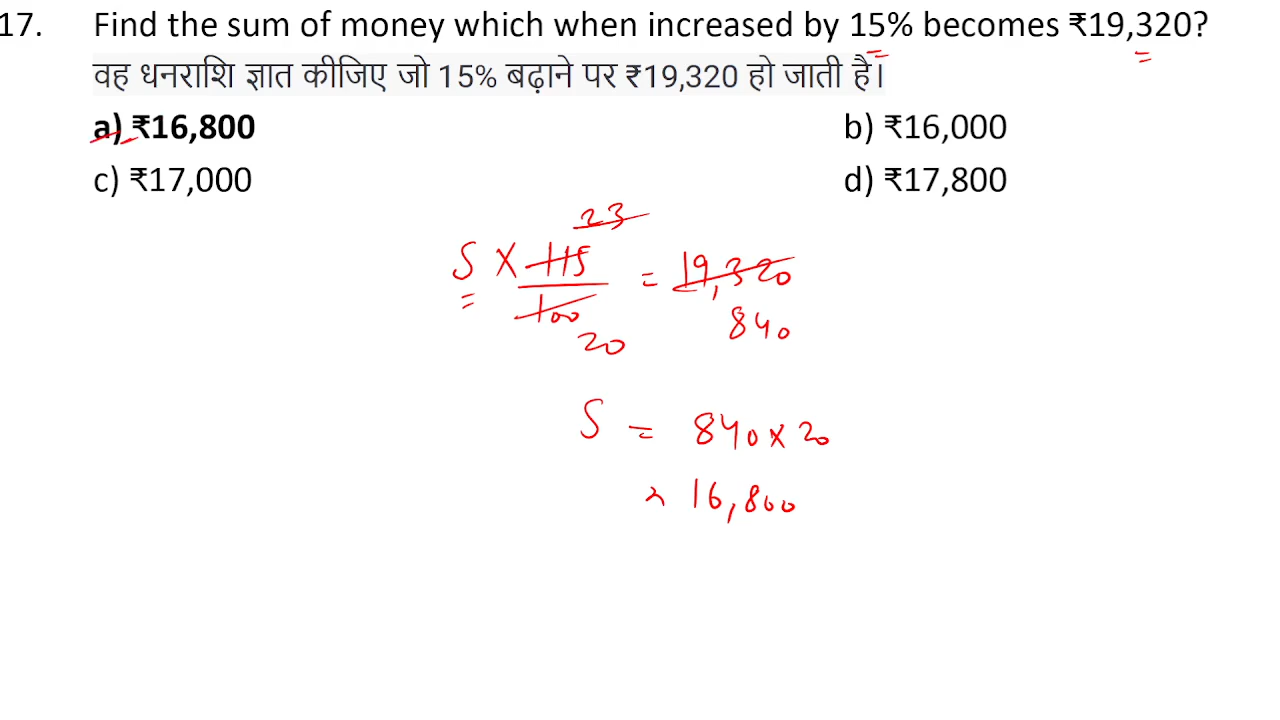 17. Find the sum of money which when increased by 15% becomes ₹19,320?
वह धनराशि ज्ञात कीजिए जो 15% बढ़ाने पर ₹19,320 हो जाती है।
a) ₹16,800 b) ₹16,000
c) ₹17,000 d) ₹17,800
23
S X 115 = 19,320
100 840
20
S = 840 x 20
= 16,800